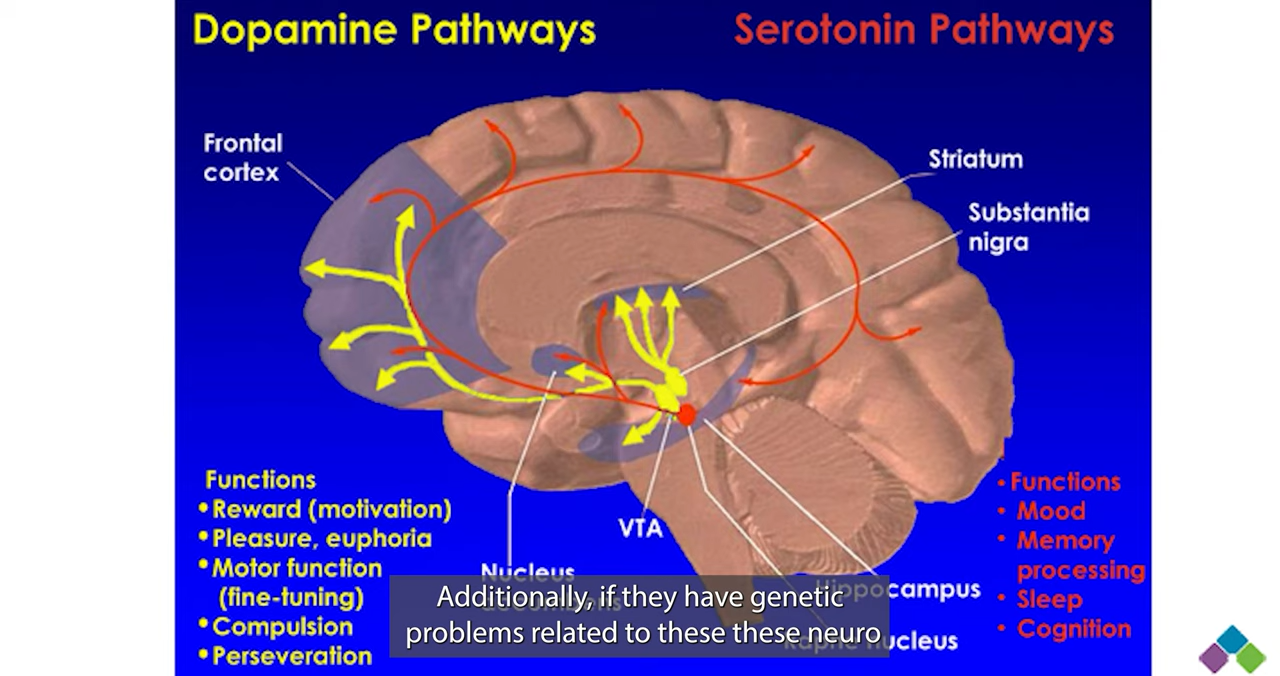 Dopamine Pathways
Serotonin Pathways
Frontal
cortex
Striatum
Substantia
nigra
Functions
• Reward (motivation)
• Pleasure, euphoria
• Motor function
(fine-tuning)
• Compulsion
• Perseveration
Nucleus
VTA
Hippocampus
Raphe nucleus
• Functions
• Mood
• Memory
processing
• Sleep
• Cognition
Additionally, if they have genetic
problems related to these these neuro